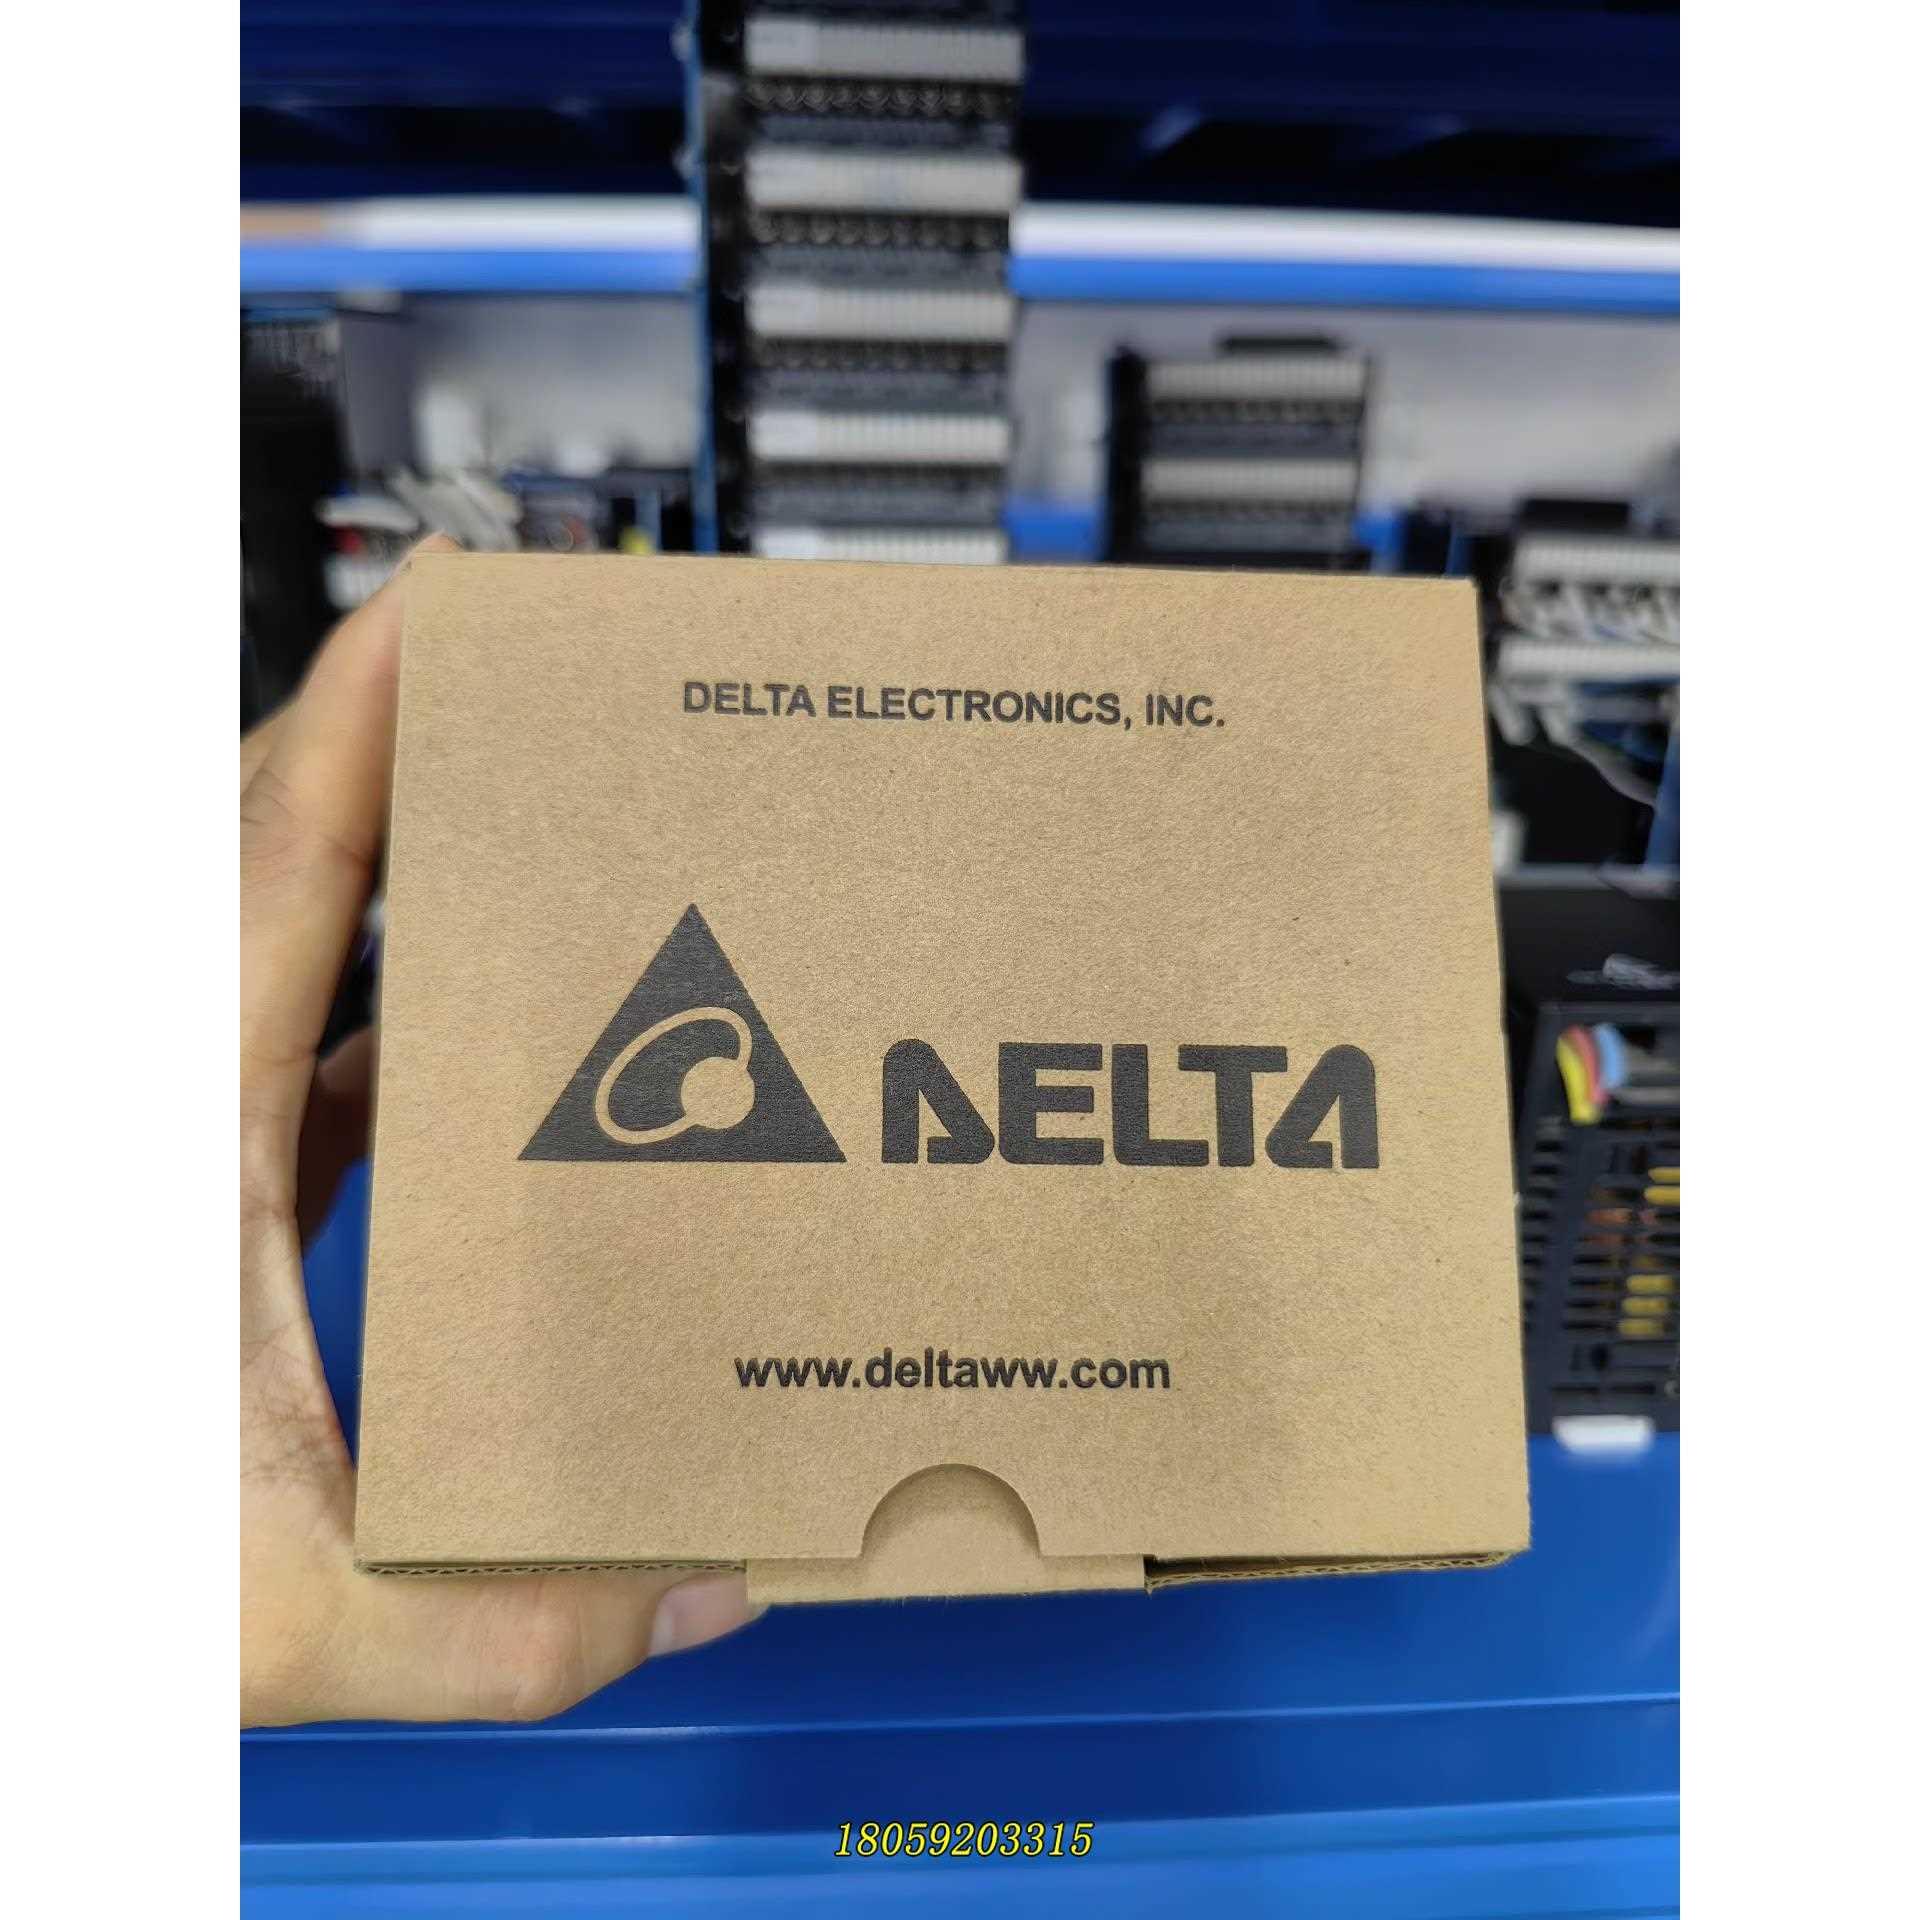 DELTA ELECTRONICS, INC.
DELTA
www.deltaww.com
18059203315